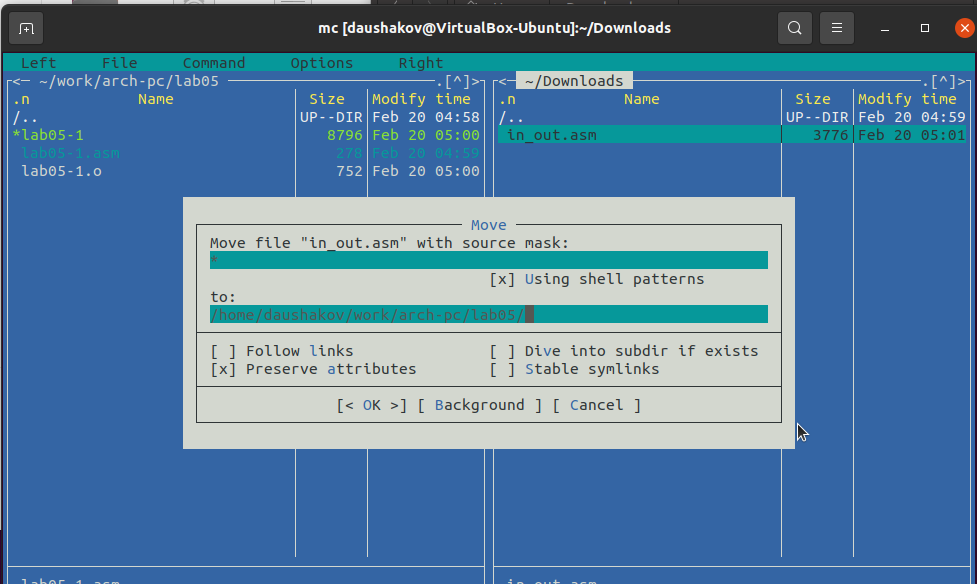 mc [daushakov@VirtualBox-Ubuntu]:~/Downloads
Left File Command Options Right
<─ ~/work/arch-pc/lab05 .[^]>
.n Name Size Modify time
/.. UP--DIR Feb 20 04:58
*lab05-1 8796 Feb 20 05:00
lab05-1.asm 278 Feb 20 04:59
lab05-1.o 752 Feb 20 05:00
<─ ~/Downloads .[^]>
.n Name Size Modify time
/.. UP--DIR Feb 20 04:59
in_out.asm 3776 Feb 20 05:01
Move
Move file "in_out.asm" with source mask:
*
[x] Using shell patterns
to:
/home/daushakov/work/arch-pc/lab05/
[ ] Follow links [ ] Dive into subdir if exists
[x] Preserve attributes [ ] Stable symlinks
[< OK >] [ Background ] [ Cancel ]
lab05-1.asm in_out.asm